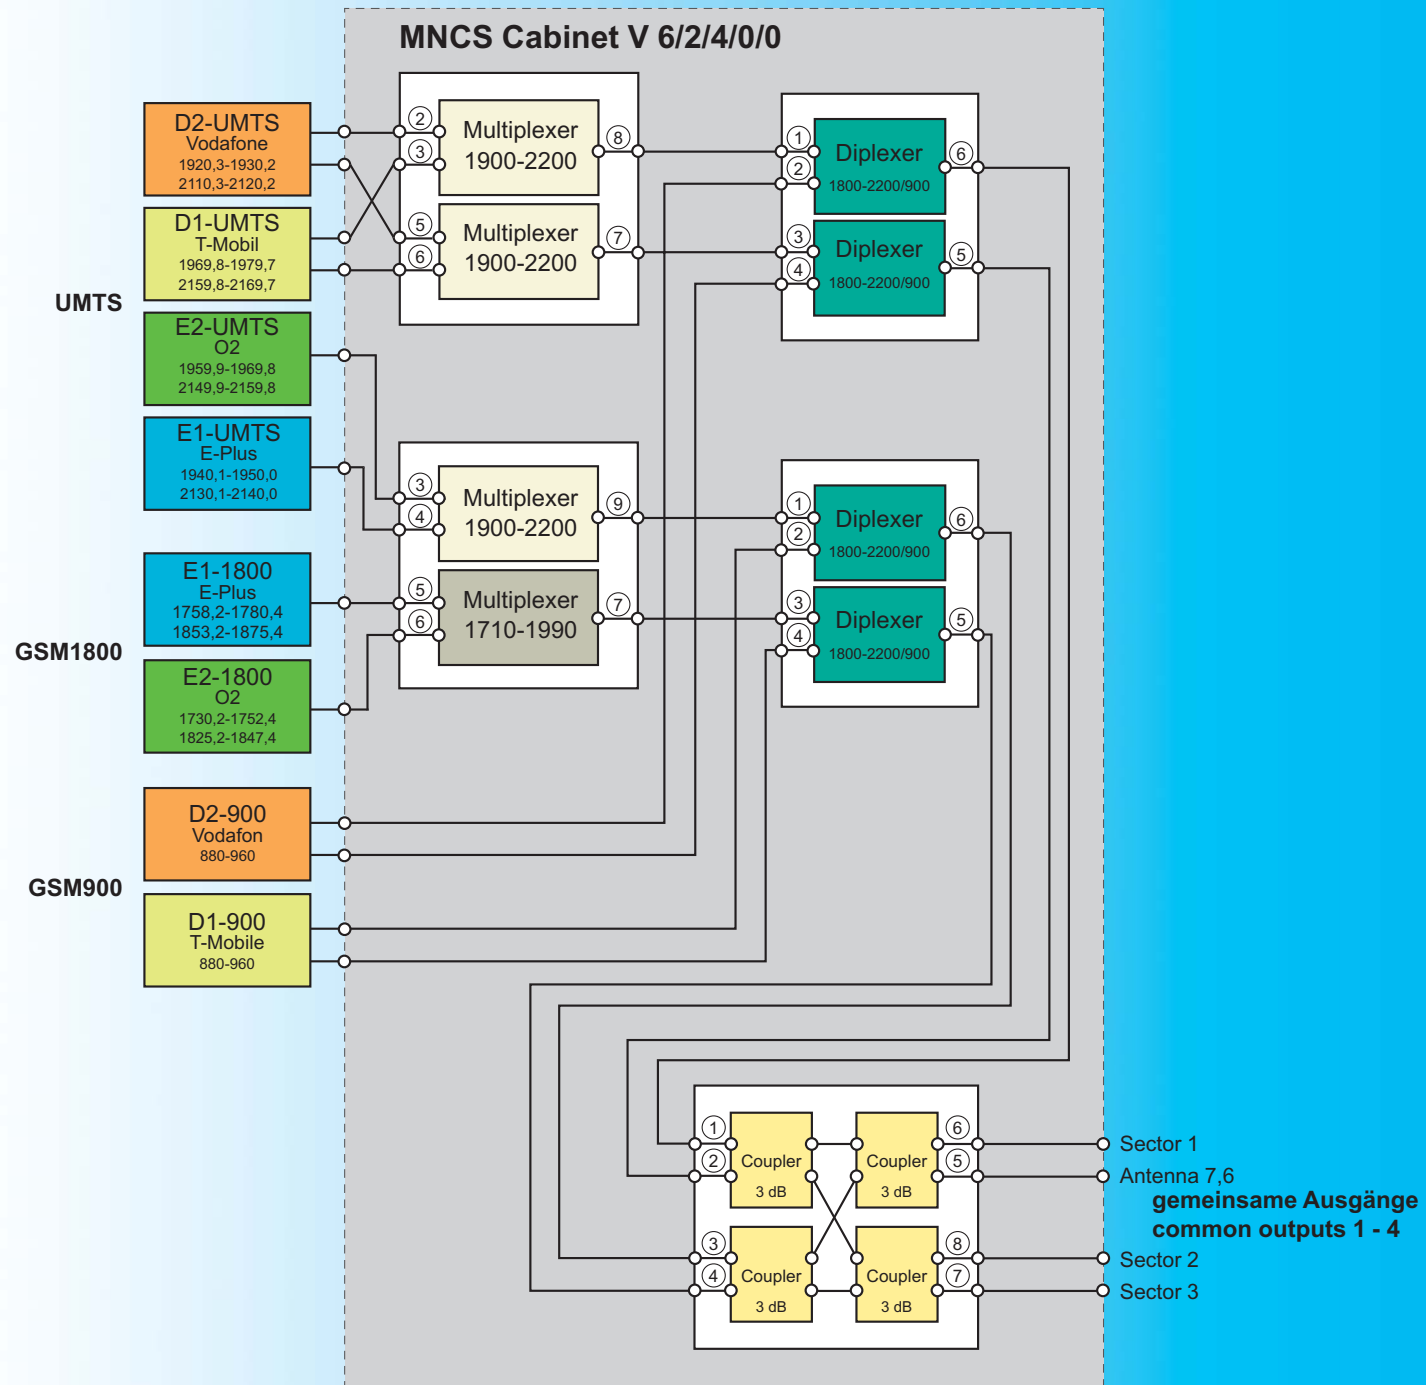 MNCS Cabinet V 6/2/4/0/0
UMTS
D2-UMTS
Vodafone
1920,3-1930,2
2110,3-2120,2
D1-UMTS
T-Mobil
1969,8-1979,7
2159,8-2169,7
E2-UMTS
O2
1959,9-1969,8
2149,9-2159,8
E1-UMTS
E-Plus
1940,1-1950,0
2130,1-2140,0
GSM1800
E1-1800
E-Plus
1758,2-1780,4
1853,2-1875,4
E2-1800
O2
1730,2-1752,4
1825,2-1847,4
GSM900
D2-900
Vodafon
880-960
D1-900
T-Mobile
880-960
2
3
Multiplexer
1900-2200
8
5
6
Multiplexer
1900-2200
7
1
2
Diplexer
1800-2200/900
6
3
4
Diplexer
1800-2200/900
5
3
4
Multiplexer
1900-2200
9
5
6
Multiplexer
1710-1990
7
1
2
Diplexer
1800-2200/900
6
3
4
Diplexer
1800-2200/900
5
1
2
Coupler
3 dB
Coupler
3 dB
6
5
3
4
Coupler
3 dB
Coupler
3 dB
8
7
Sector 1
Antenna 7,6
gemeinsame Ausgänge
common outputs 1 - 4
Sector 2
Sector 3